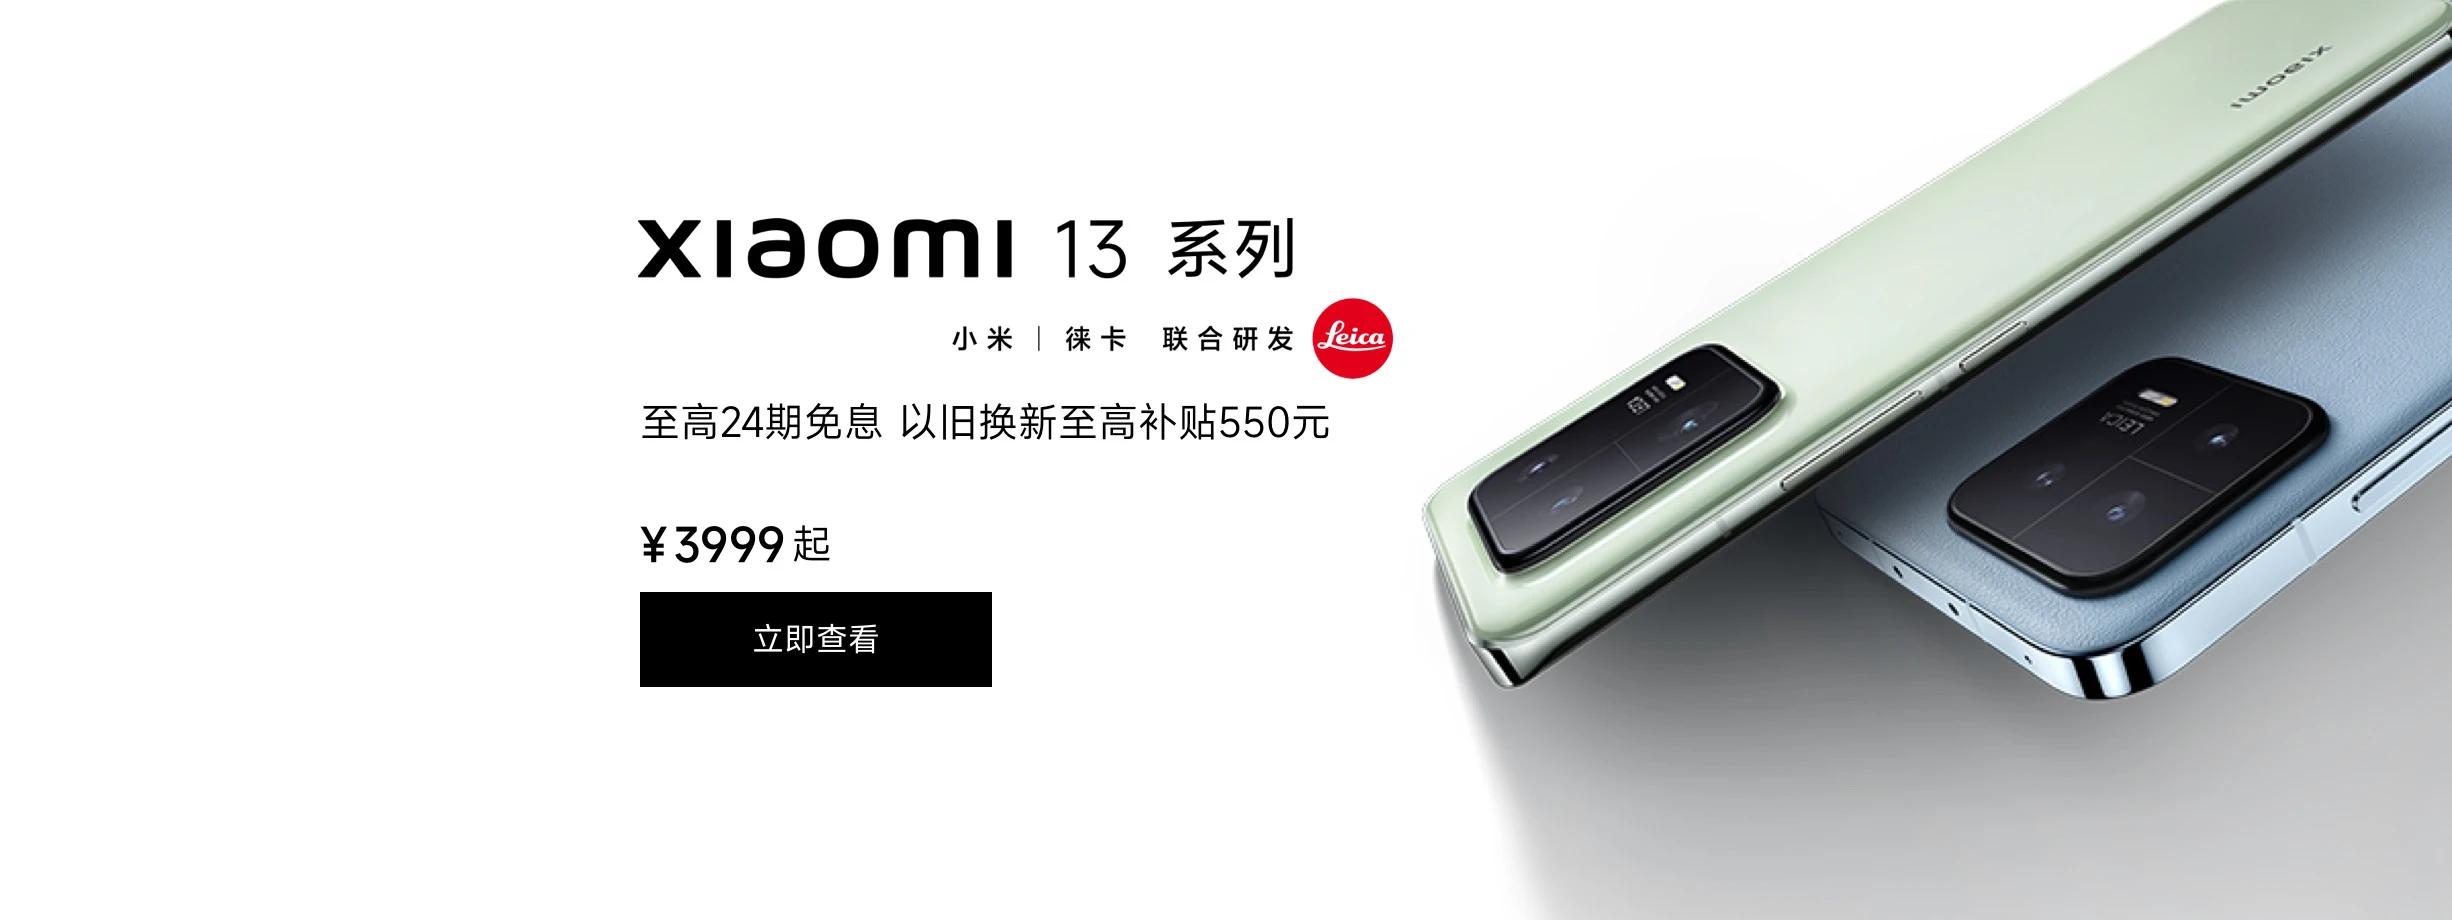 xiaomi 13 系列
小米 | 徕卡 联合研发 Leica
至高24期免息 以旧换新至高补贴550元
¥3999起
立即查看
xiaomi
LEICA